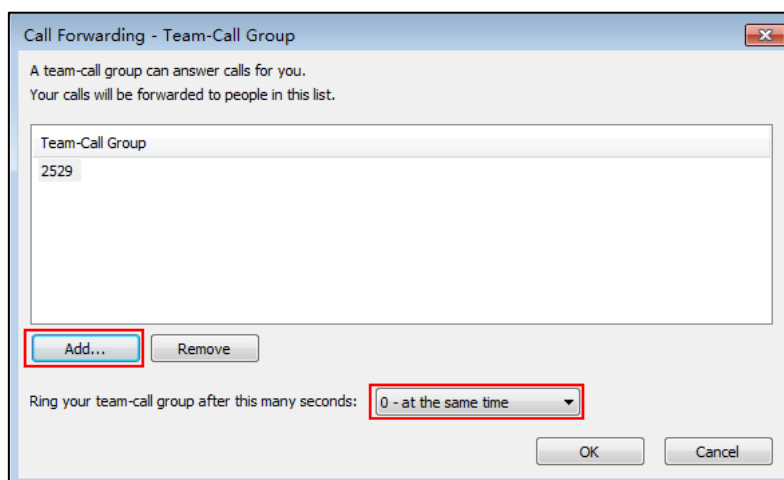 Call Forwarding - Team-Call Group
A team-call group can answer calls for you.
Your calls will be forwarded to people in this list.
Team-Call Group
2529
Add... Remove
Ring your team-call group after this many seconds: 0 - at the same time
OK Cancel